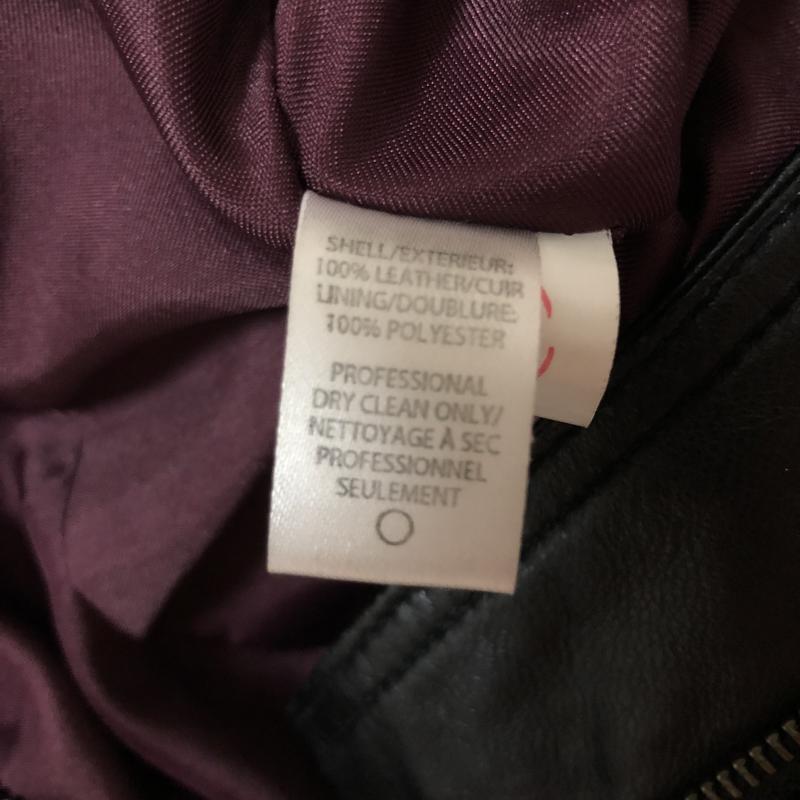 SHELL/EXTERIEUR:
100% LEATHER/CUIR
LINING/DOUBLURE:
100% POLYESTER
PROFESSIONAL
DRY CLEAN ONLY/
NETTOYAGE À SEC
PROFESSIONNEL
SEULEMENT